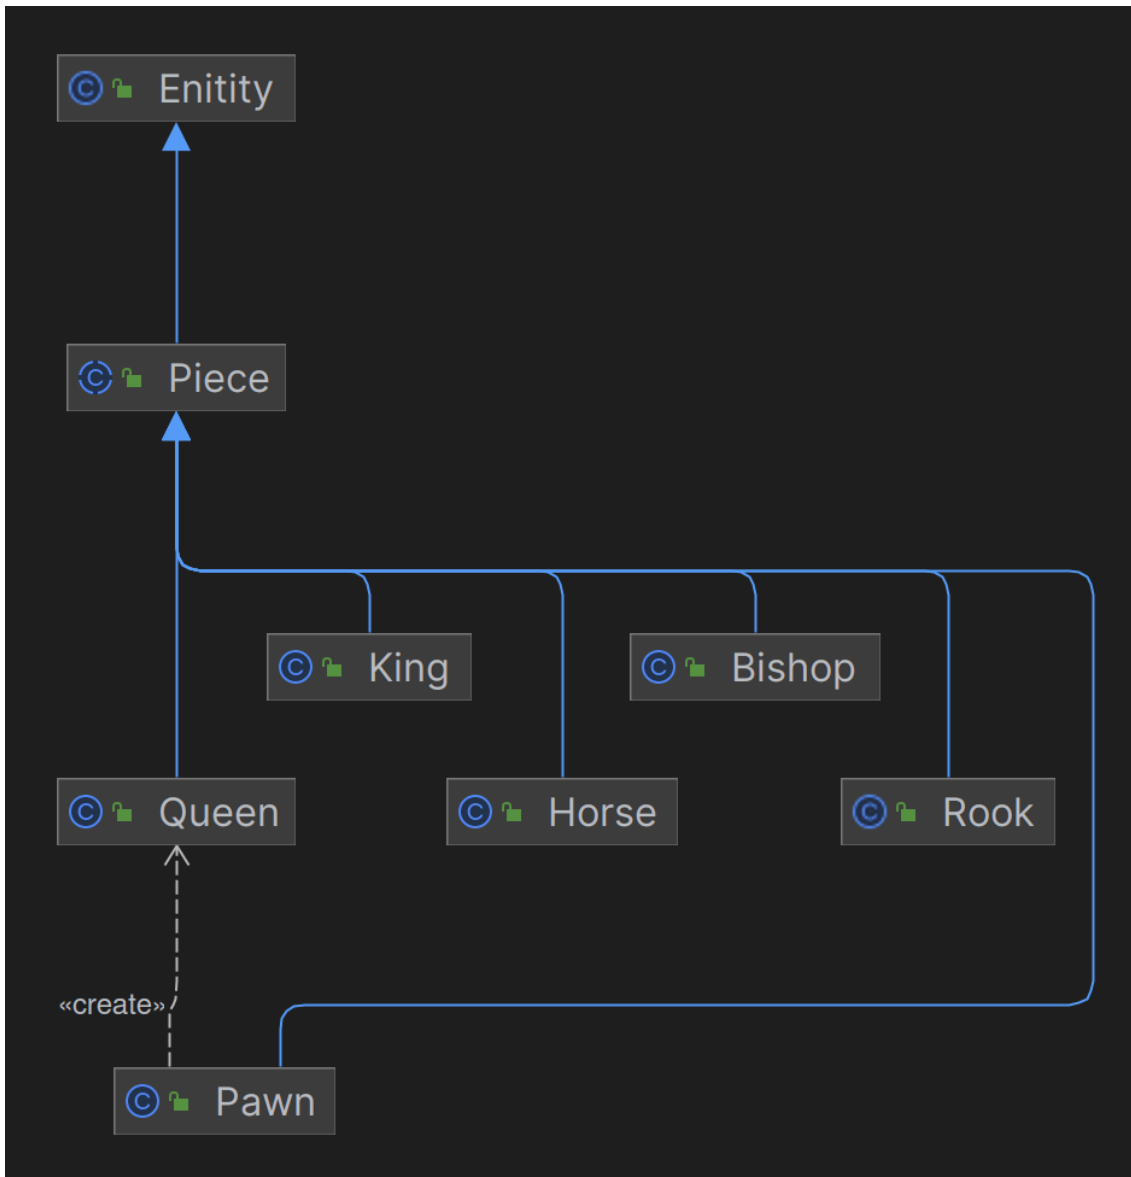 Enitity
Piece
King
Bishop
Queen
Horse
Rook
«create»
Pawn